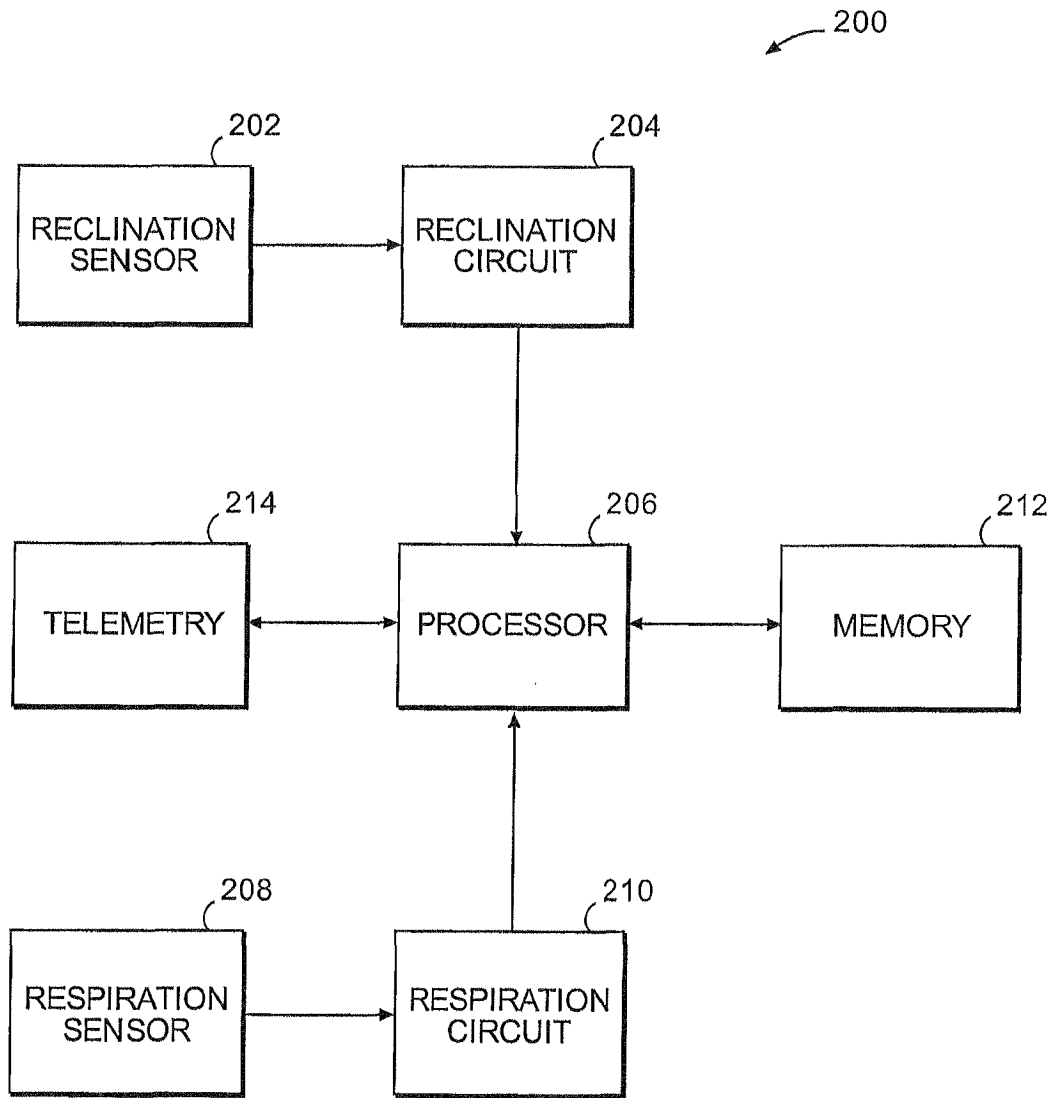 200
202
204
RECLINATION
SENSOR
RECLINATION
CIRCUIT
214
206
212
TELEMETRY
PROCESSOR
MEMORY
208
210
RESPIRATION
SENSOR
RESPIRATION
CIRCUIT